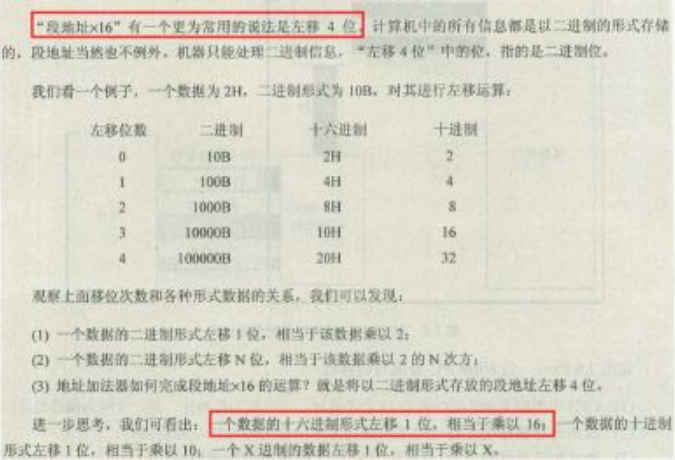 “段地址×16”有一个更为常用的说法是左移 4 位。计算机中的所有信息都是以二进制的形式存储
的，段地址当然也不例外。机器只能处理二进制信息，“左移 4 位”中的位，指的是二进制位。
我们看一个例子，一个数据为 2H，二进制形式为 10B，对其进行左移运算：
左移位数 二进制 十六进制 十进制
0 10B 2H 2
1 100B 4H 4
2 1000B 8H 8
3 10000B 10H 16
4 100000B 20H 32
观察上面移位次数和各种形式数据的关系，我们可以发现：
(1) 一个数据的二进制形式左移 1 位，相当于该数据乘以 2；
(2) 一个数据的二进制形式左移 N 位，相当于该数据乘以 2 的 N 次方；
(3) 地址加法器如何完成段地址×16 的运算？就是将以二进制形式存放的段地址左移 4 位。
进一步思考，我们可看出：一个数据的十六进制形式左移 1 位，相当于乘以 16；一个数据的十进制
形式左移 1 位，相当于乘以 10；一个 X 进制的数据左移 1 位，相当于乘以 X。